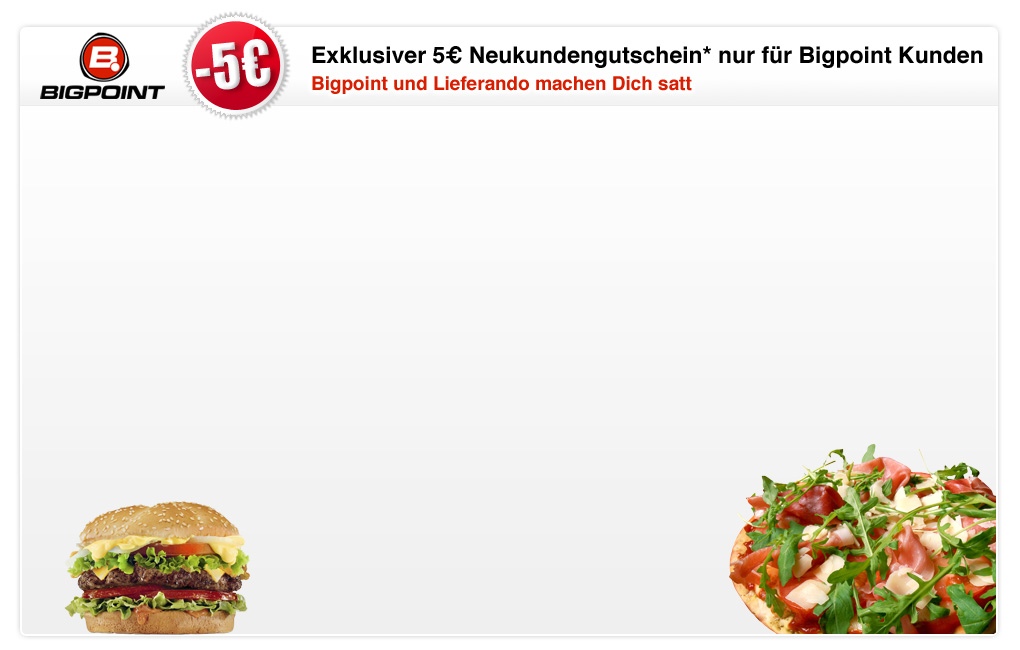 B.
BIGPOINT
-5€
Exklusiver 5€ Neukundengutschein* nur für Bigpoint Kunden
Bigpoint und Lieferando machen Dich satt